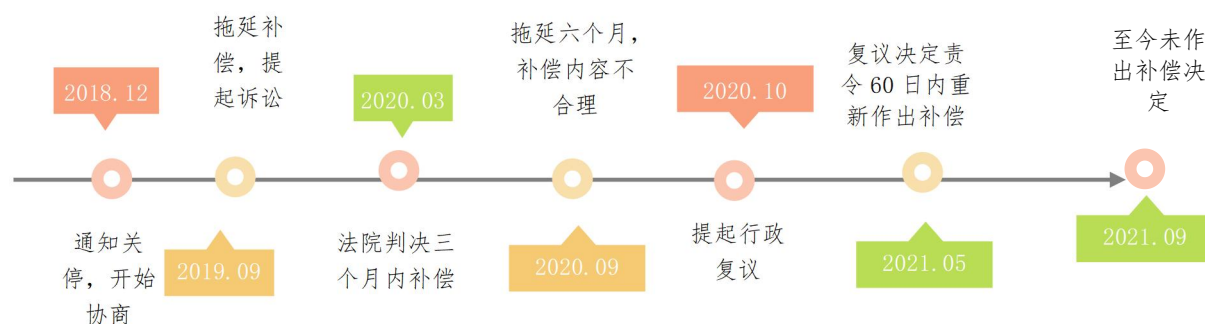 2018.12
通知关
停，开始
协商
拖延补
偿，提
起诉讼
2019.09
2020.03
法院判决三
个月内补偿
拖延六个月，
补偿内容不
合理
2020.09
2020.10
提起行政
复议
复议决定责
令 60 日内重
新作出补偿
2021.05
至今未作
出补偿决
定
2021.09